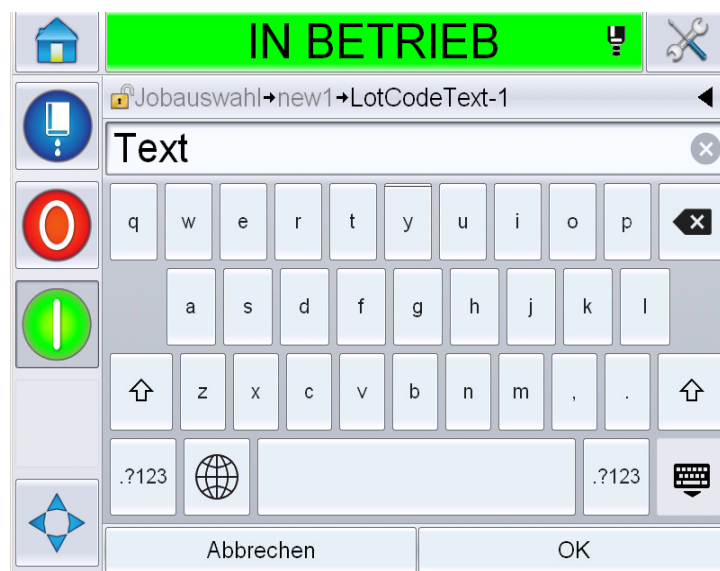 IN BETRIEB
Jobauswahl→new1→LotCodeText-1
Text
q w e r t y u i o p
a s d f g h j k l
z x c v b n m , .
.?123 .?123
Abbrechen OK